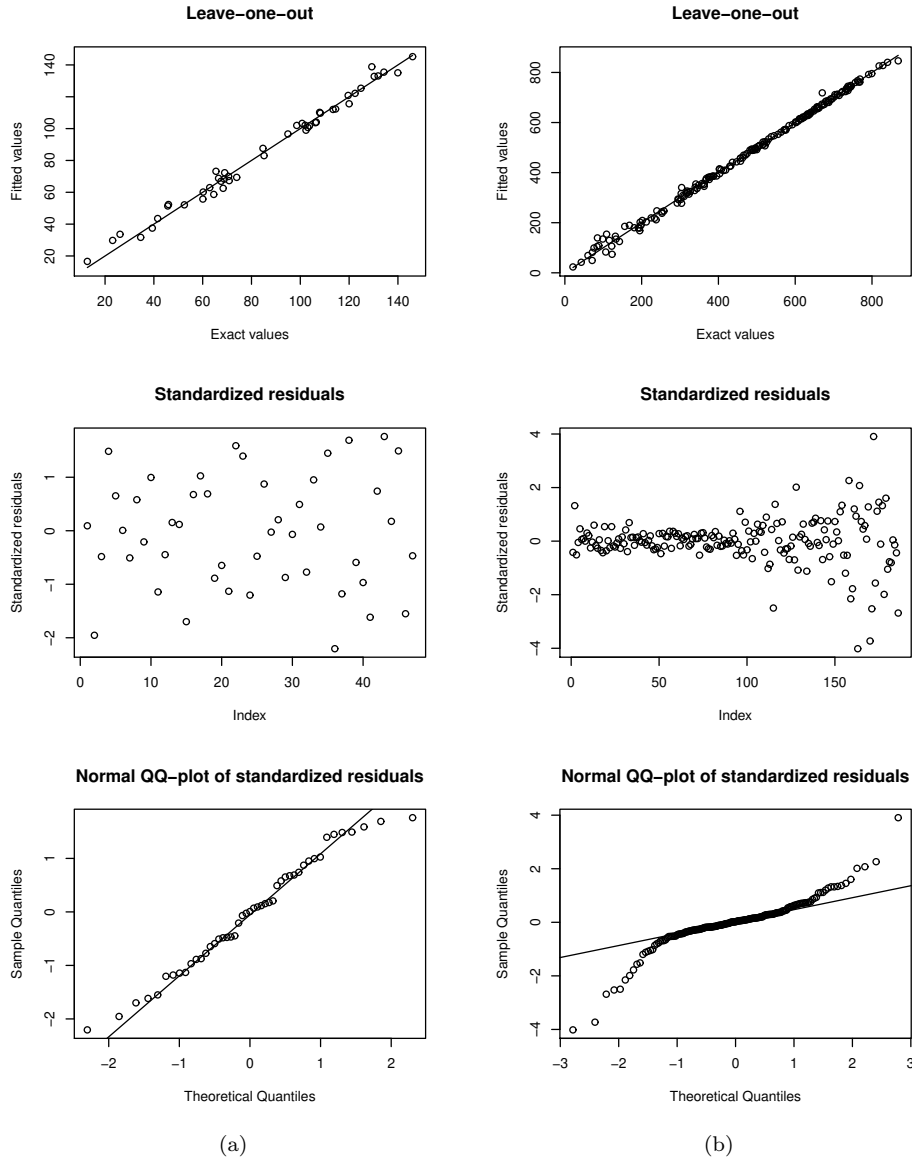 Leave−one−out
Fitted values
140
120
100
80
60
40
20
20 40 60 80 100 120 140
Exact values
Leave−one−out
Fitted values
800
600
400
200
0
0 200 400 600 800
Exact values
Standardized residuals
Standardized residuals
1
0
−1
−2
0 10 20 30 40
Index
Standardized residuals
Standardized residuals
4
2
0
−2
−4
0 50 100 150
Index
Normal QQ−plot of standardized residuals
Sample Quantiles
1
0
−1
−2
−2 −1 0 1 2
Theoretical Quantiles
(a)
Normal QQ−plot of standardized residuals
Sample Quantiles
4
2
0
−2
−4
−3 −2 −1 0 1 2 3
Theoretical Quantiles
(b)